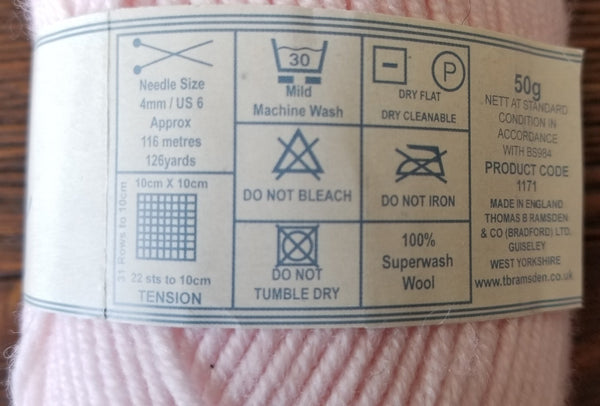 Needle Size
4mm / US 6
Approx
116 metres
126yards
10cm X 10cm
31 Rows to 10cm
22 sts to 10cm
TENSION
30
Mild
Machine Wash
DO NOT BLEACH
DO NOT
TUMBLE DRY
P
DRY FLAT
DRY CLEANABLE
DO NOT IRON
100%
Superwash
Wool
50g
NETT AT STANDARD
CONDITION IN
ACCORDANCE
WITH BS984
PRODUCT CODE
1171
MADE IN ENGLAND
THOMAS B RAMSDEN
& CO (BRADFORD) LTD.
GUISELEY
WEST YORKSHIRE
www.tbramsden.co.uk